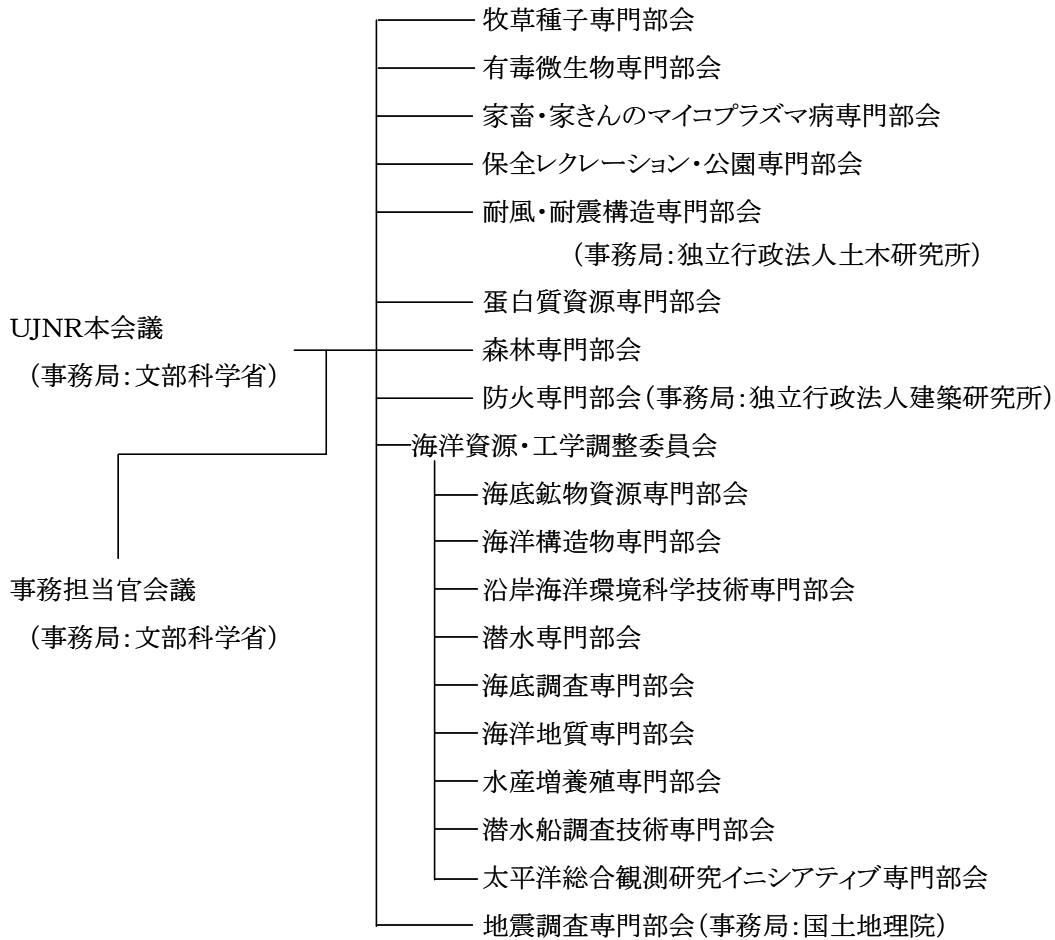 牧草種子専門部会
有毒微生物専門部会
家畜・家きんのマイコプラズマ病専門部会
保全レクレーション・公園専門部会
耐風・耐震構造専門部会
（事務局：独立行政法人土木研究所）
蛋白質資源専門部会
UJNR本会議
（事務局：文部科学省）
森林専門部会
防火専門部会（事務局：独立行政法人建築研究所）
海洋資源・工学調整委員会
海底鉱物資源専門部会
海洋構造物専門部会
沿岸海洋環境科学技術専門部会
事務担当官会議
（事務局：文部科学省）
潜水専門部会
海底調査専門部会
海洋地質専門部会
水産増養殖専門部会
潜水船調査技術専門部会
太平洋総合観測研究イニシアティブ専門部会
地震調査専門部会（事務局：国土地理院）